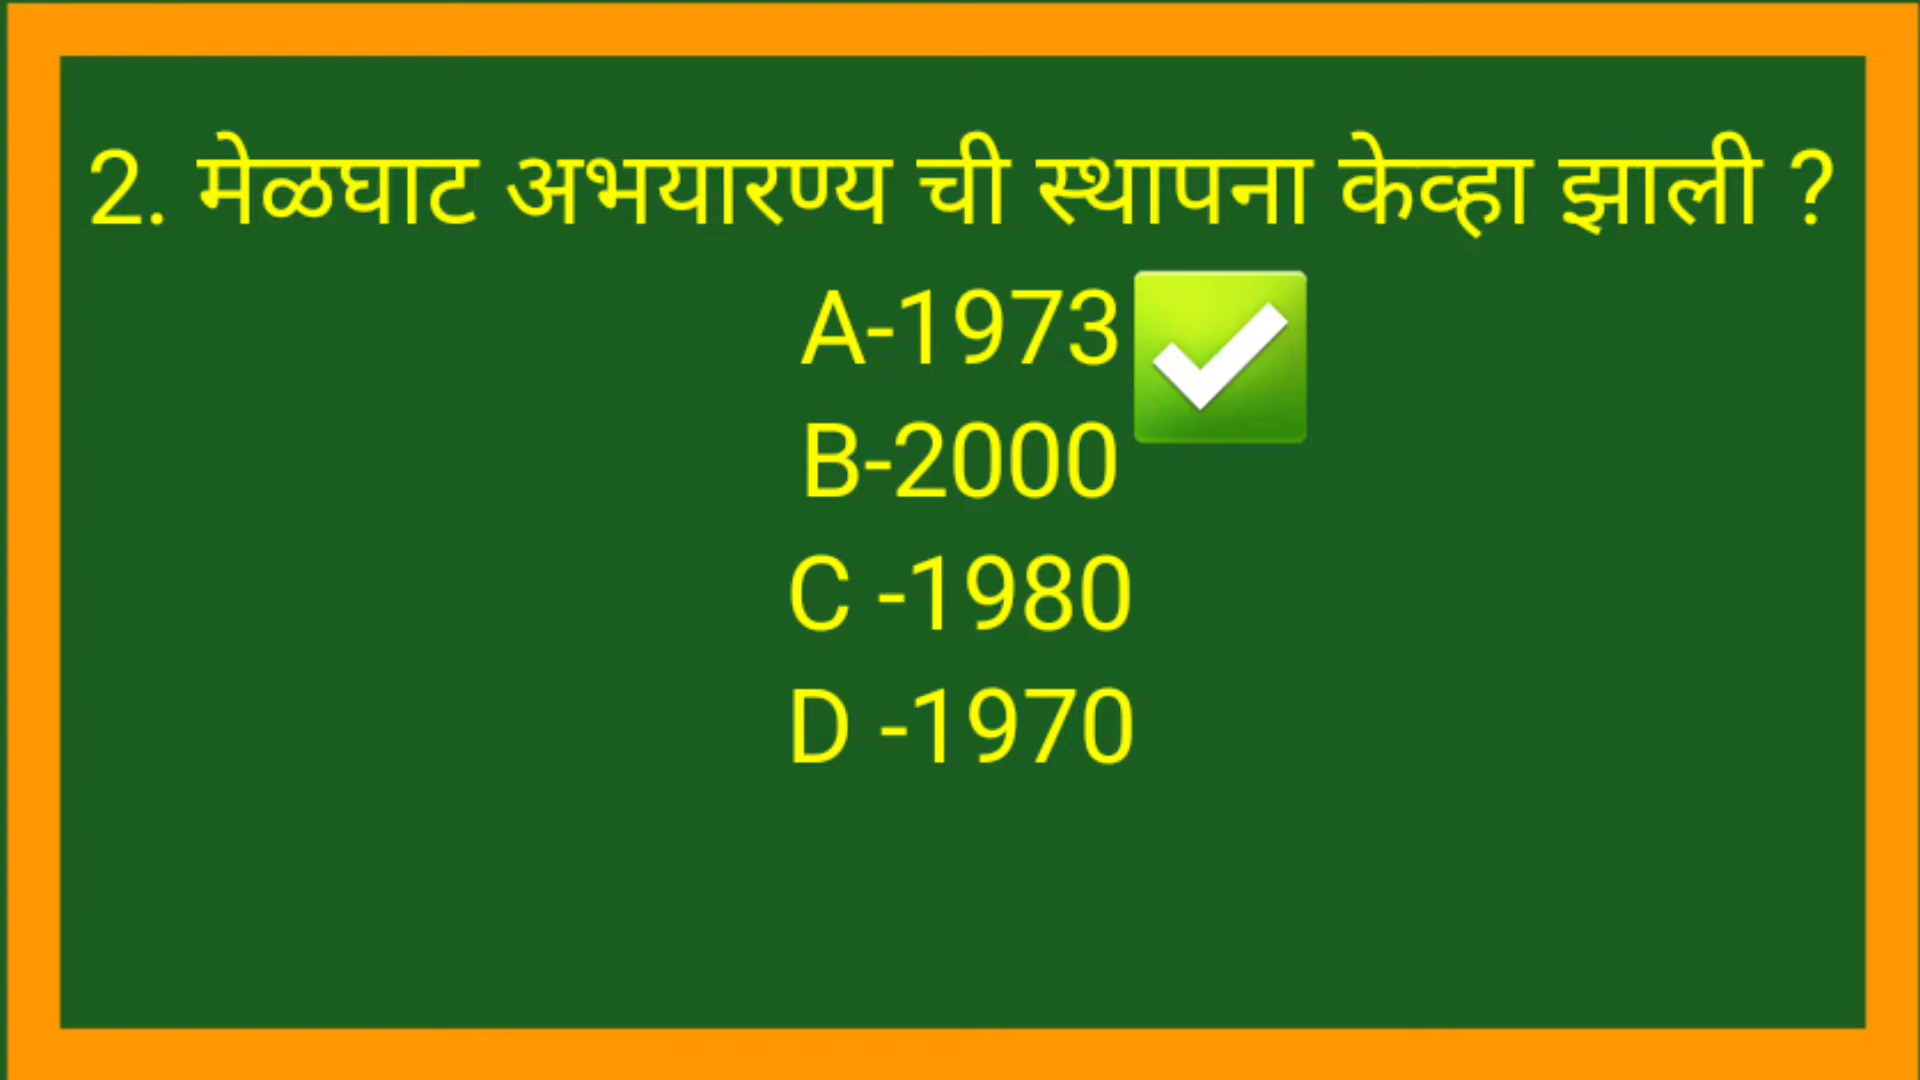 2. मेळघाट अभयारण्य ची स्थापना केव्हा झाली ?
A-1973
B-2000
C -1980
D -1970